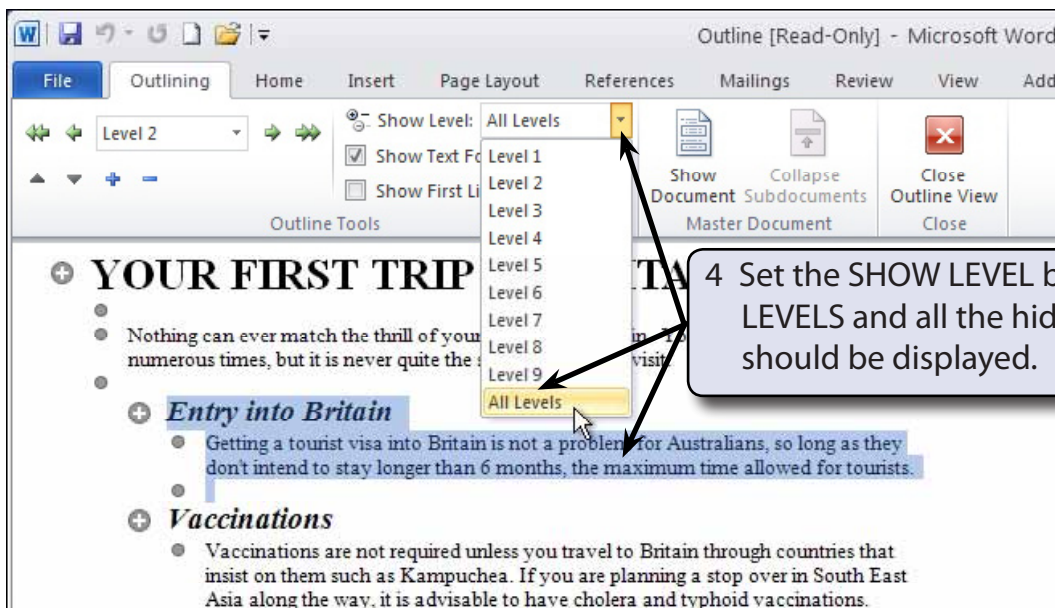 W
Outline [Read-Only] - Microsoft Word
File Outlining Home Insert Page Layout References Mailings Review View Add
Level 2
Show Level: All Levels
Show Text Fo
Show First Li
Level 1
Level 2
Level 3
Level 4
Level 5
Level 6
Level 7
Level 8
Level 9
All Levels
Outline Tools
Show Document
Collapse Subdocuments
Master Document
Close Outline View
Close
YOUR FIRST TRIP ITA
4 Set the SHOW LEVEL b
LEVELS and all the hid
should be displayed.
Nothing can ever match the thrill of your in
numerous times, but it is never quite the s visit
Entry into Britain
Getting a tourist visa into Britain is not a problem for Australians, so long as they
don't intend to stay longer than 6 months, the maximum time allowed for tourists.
Vaccinations
Vaccinations are not required unless you travel to Britain through countries that
insist on them such as Kampuchea. If you are planning a stop over in South East
Asia along the way, it is advisable to have cholera and typhoid vaccinations.